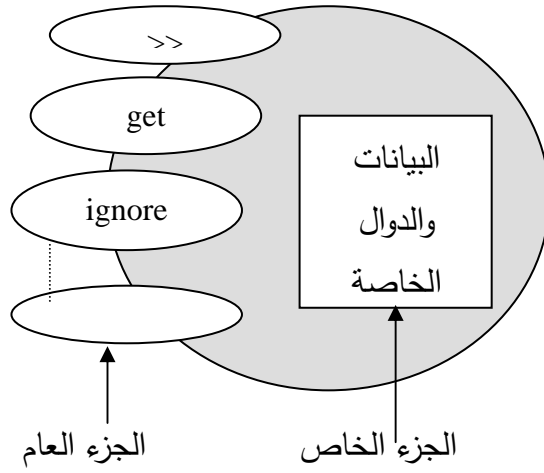 >>
get
ignore
البيانات
والدوال
الخاصة
الجزء العام
الجزء الخاص